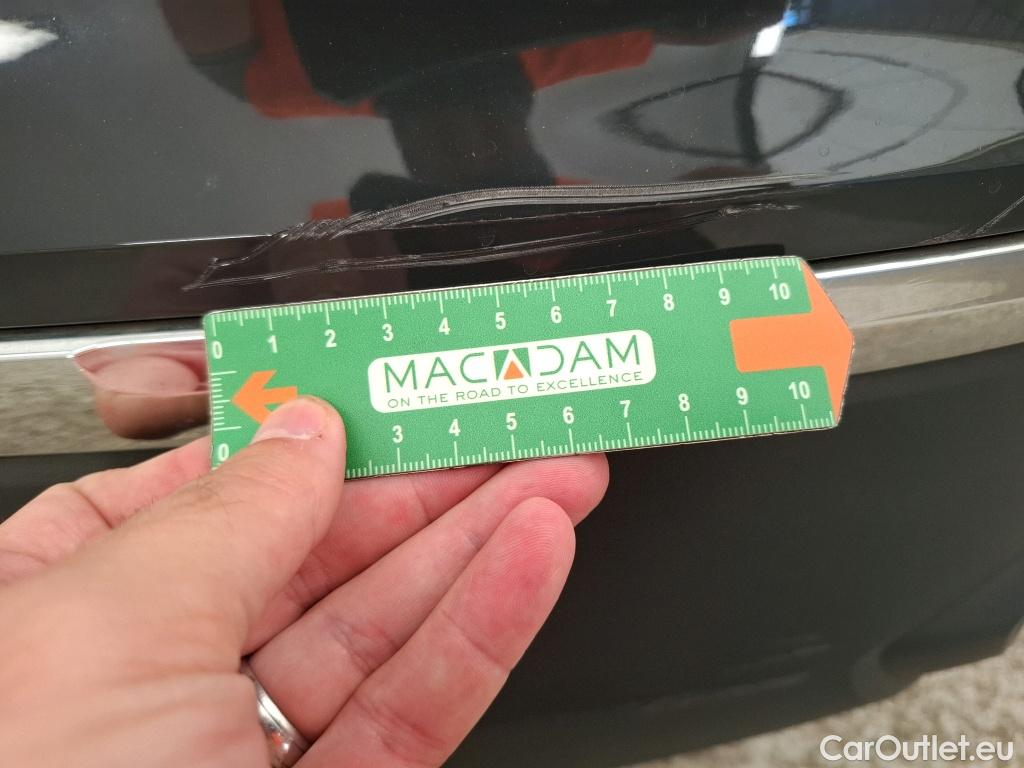 0 1 2 3 4 5 6 7 8 9 10
MACADAM
ON THE ROAD TO EXCELLENCE
0 3 4 5 6 7 8 9 10
CarOutlet.eu